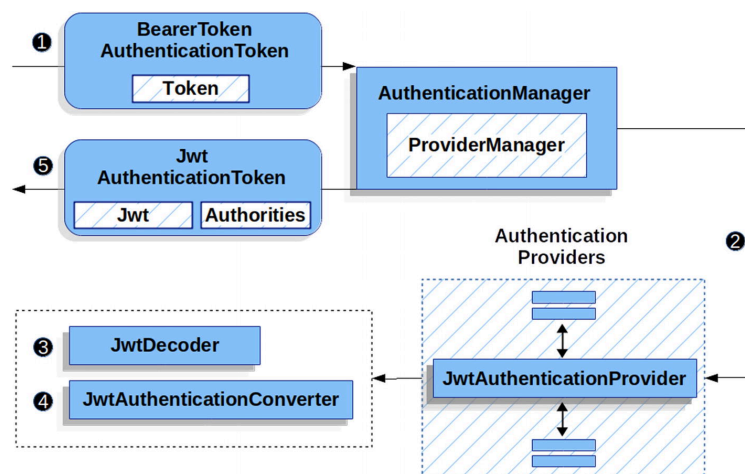 1
BearerToken
AuthenticationToken
Token
AuthenticationManager
ProviderManager
5
Jwt
AuthenticationToken
Jwt
Authorities
Authentication
Providers
2
3
JwtDecoder
4
JwtAuthenticationConverter
JwtAuthenticationProvider